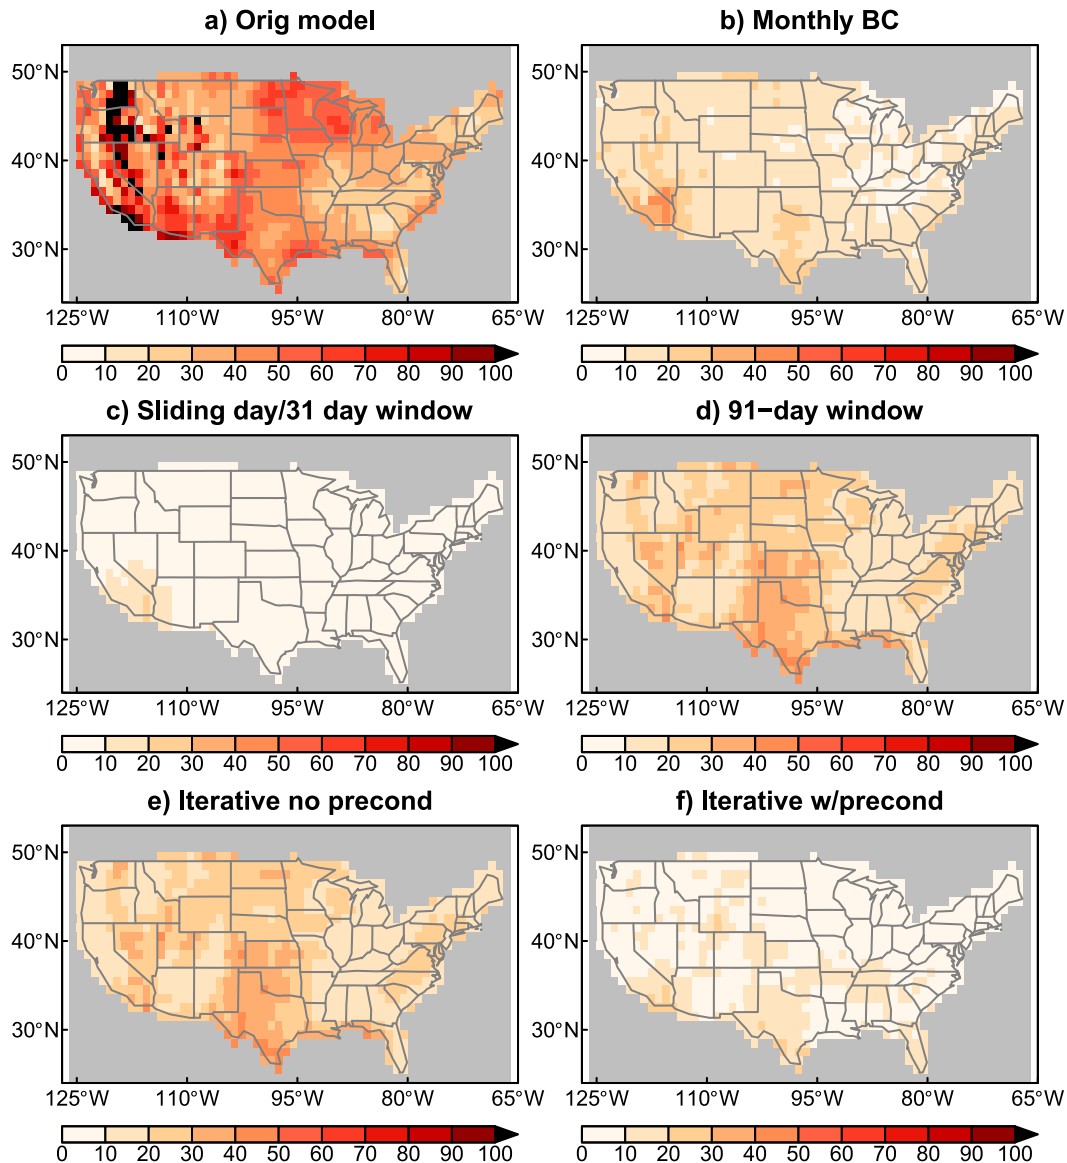 a) Orig model
b) Monthly BC
50°N
40°N
30°N
125°W 110°W 95°W 80°W 65°W
0 10 20 30 40 50 60 70 80 90 100
50°N
40°N
30°N
125°W 110°W 95°W 80°W 65°W
0 10 20 30 40 50 60 70 80 90 100
c) Sliding day/31 day window
d) 91−day window
50°N
40°N
30°N
125°W 110°W 95°W 80°W 65°W
0 10 20 30 40 50 60 70 80 90 100
50°N
40°N
30°N
125°W 110°W 95°W 80°W 65°W
0 10 20 30 40 50 60 70 80 90 100
e) Iterative no precond
f) Iterative w/precond
50°N
40°N
30°N
125°W 110°W 95°W 80°W 65°W
0 10 20 30 40 50 60 70 80 90 100
50°N
40°N
30°N
125°W 110°W 95°W 80°W 65°W
0 10 20 30 40 50 60 70 80 90 100